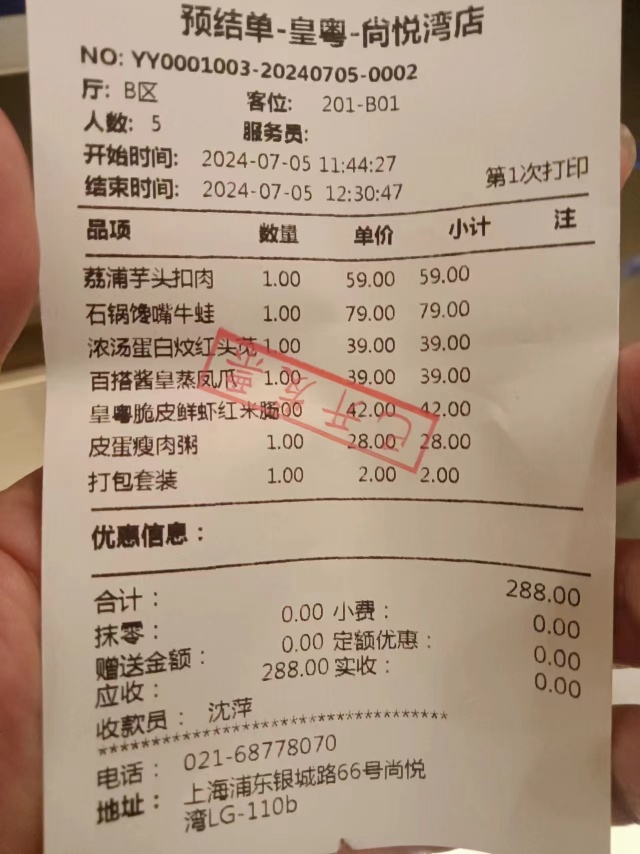 预结单-皇粤-尚悦湾店
NO: YY0001003-20240705-0002
厅: B区 客位: 201-B01
人数: 5 服务员:
开始时间: 2024-07-05 11:44:27
结束时间: 2024-07-05 12:30:47 第1次打印
品项 数量 单价 小计 注
荔浦芋头扣肉 1.00 59.00 59.00
石锅馋嘴牛蛙 1.00 79.00 79.00
浓汤蛋白炆红头苋 1.00 39.00 39.00
百搭酱皇蒸凤爪 1.00 39.00 39.00
皇粤脆皮鲜虾红米肠 .00 42.00 42.00
皮蛋瘦肉粥 1.00 28.00 28.00
打包套装 1.00 2.00 2.00
已开发票
优惠信息:
合计: 288.00
抹零: 0.00 小费: 0.00
赠送金额: 0.00 定额优惠: 0.00
应收: 288.00 实收: 0.00
收款员: 沈萍
****************************************
电话: 021-68778070
地址: 上海浦东银城路66号尚悦
湾LG-110b